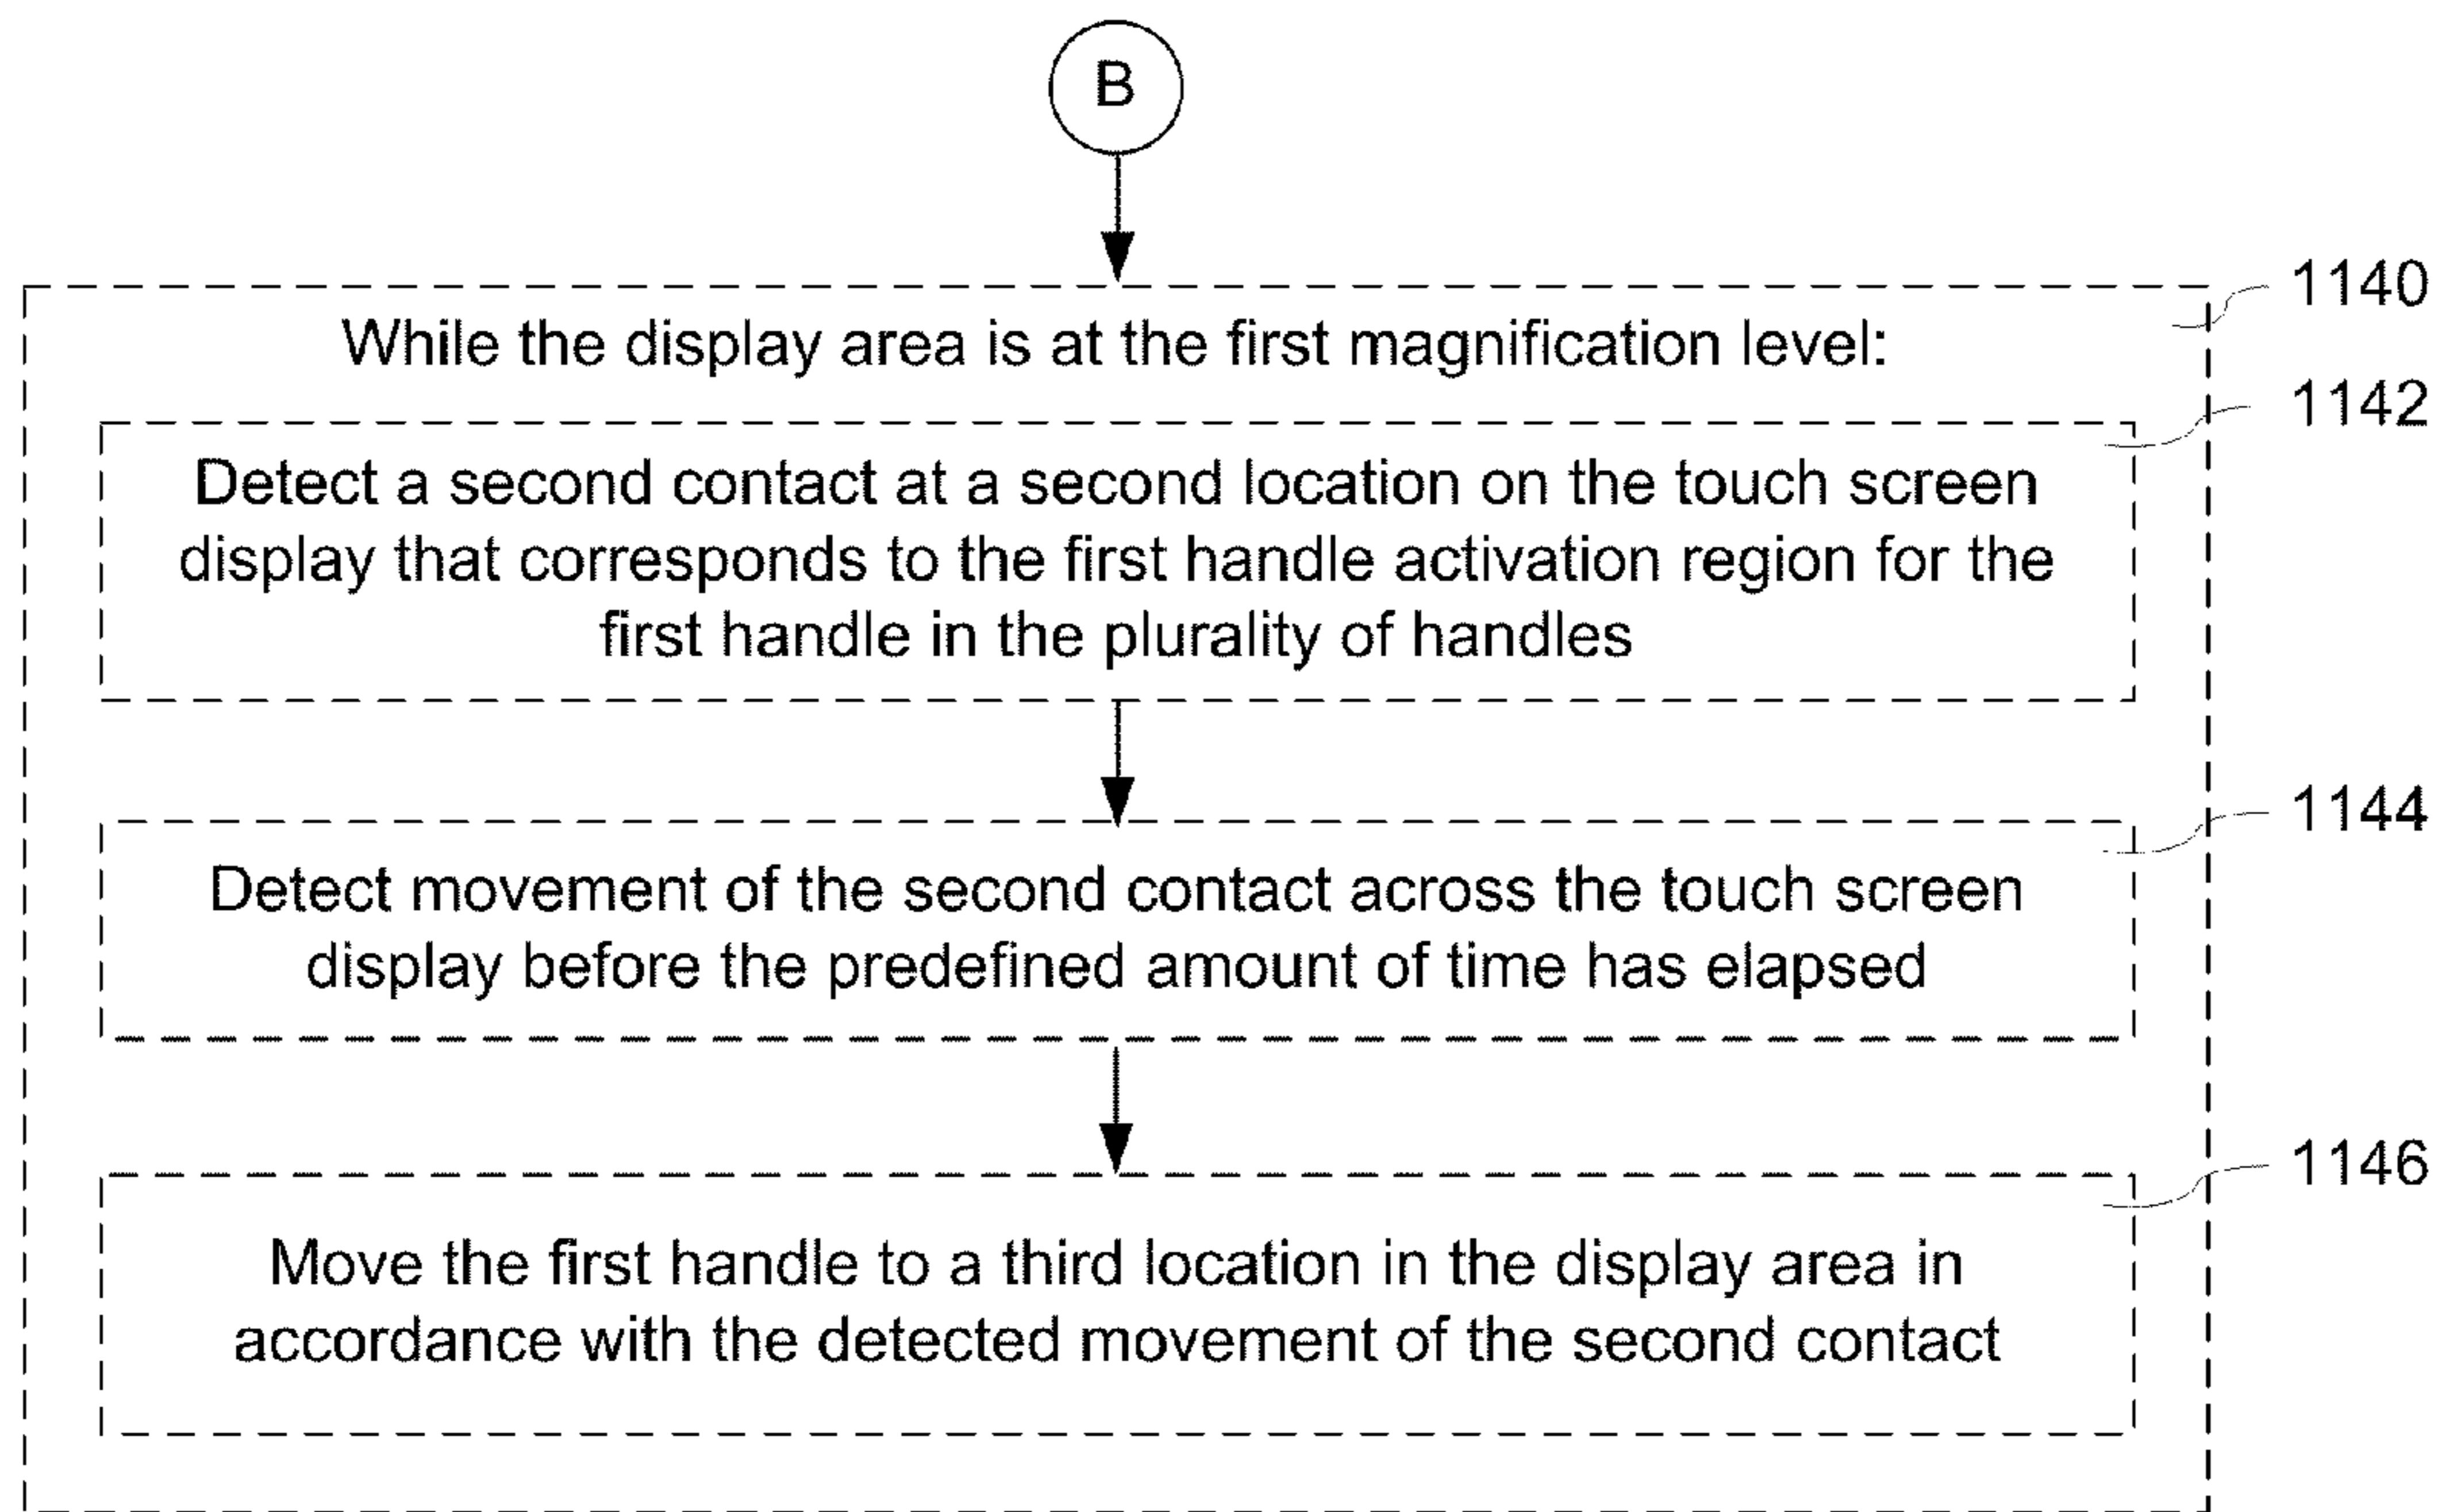 B
1140
While the display area is at the first magnification level:
1142
Detect a second contact at a second location on the touch screen
display that corresponds to the first handle activation region for the
first handle in the plurality of handles
1144
Detect movement of the second contact across the touch screen
display before the predefined amount of time has elapsed
1146
Move the first handle to a third location in the display area in
accordance with the detected movement of the second contact